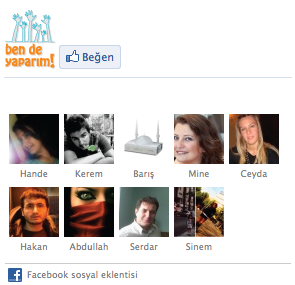 ben de
yaparım!
Beğen
Hande Kerem Barış Mine Ceyda
Hakan Abdullah Serdar Sinem
Facebook sosyal eklentisi